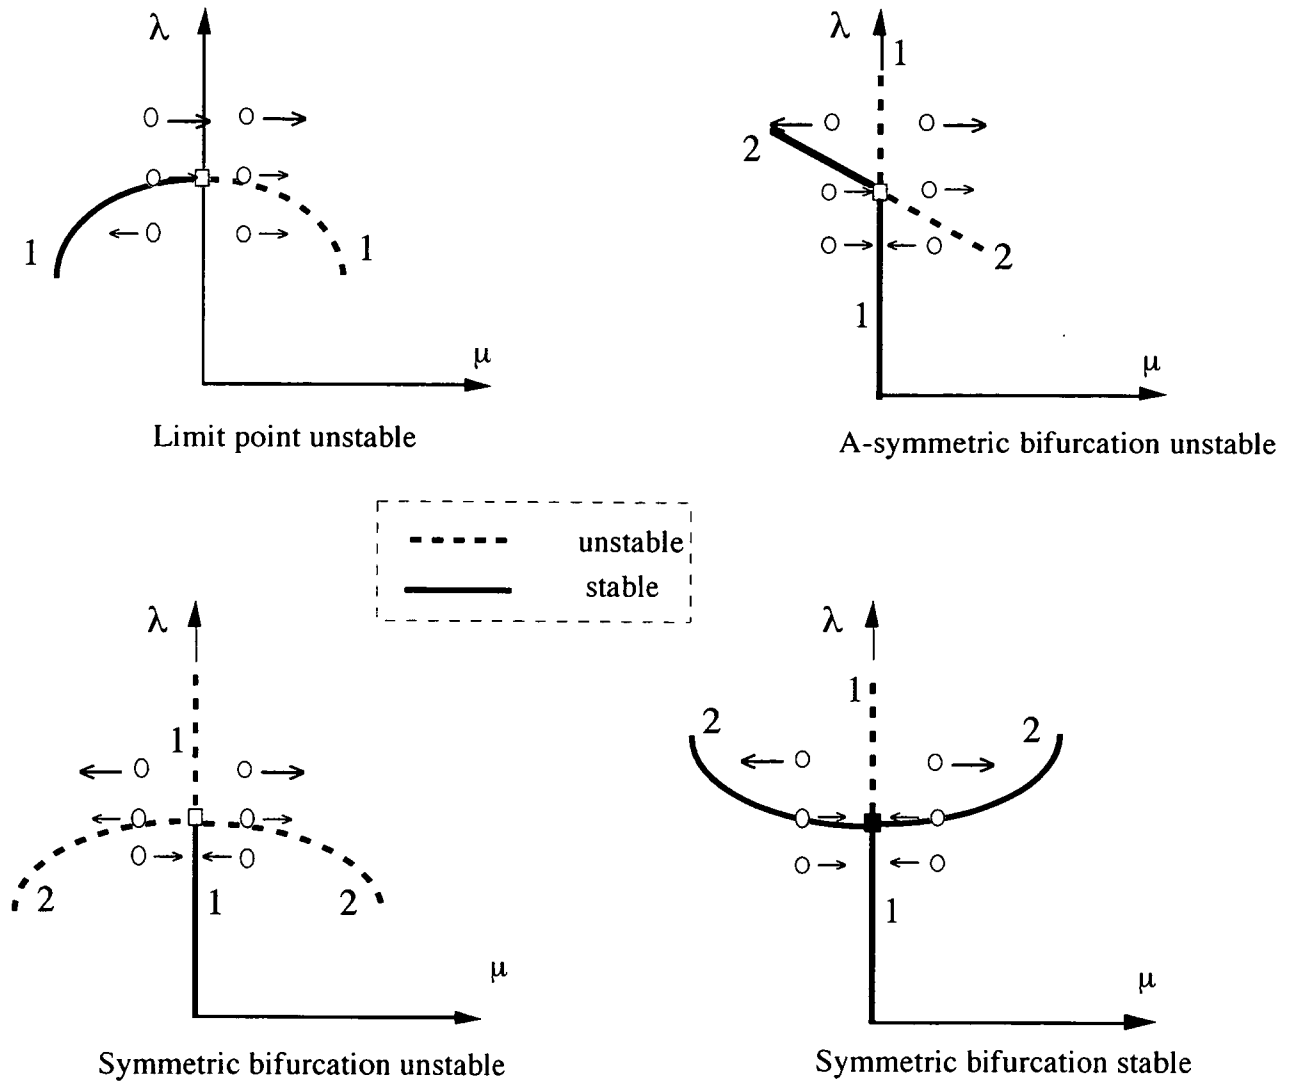 λ
1
1
μ
Limit point unstable
λ
1
2
2
1
μ
A-symmetric bifurcation unstable
unstable
stable
λ
1
2
1
2
μ
Symmetric bifurcation unstable
λ
1
2
2
1
μ
Symmetric bifurcation stable